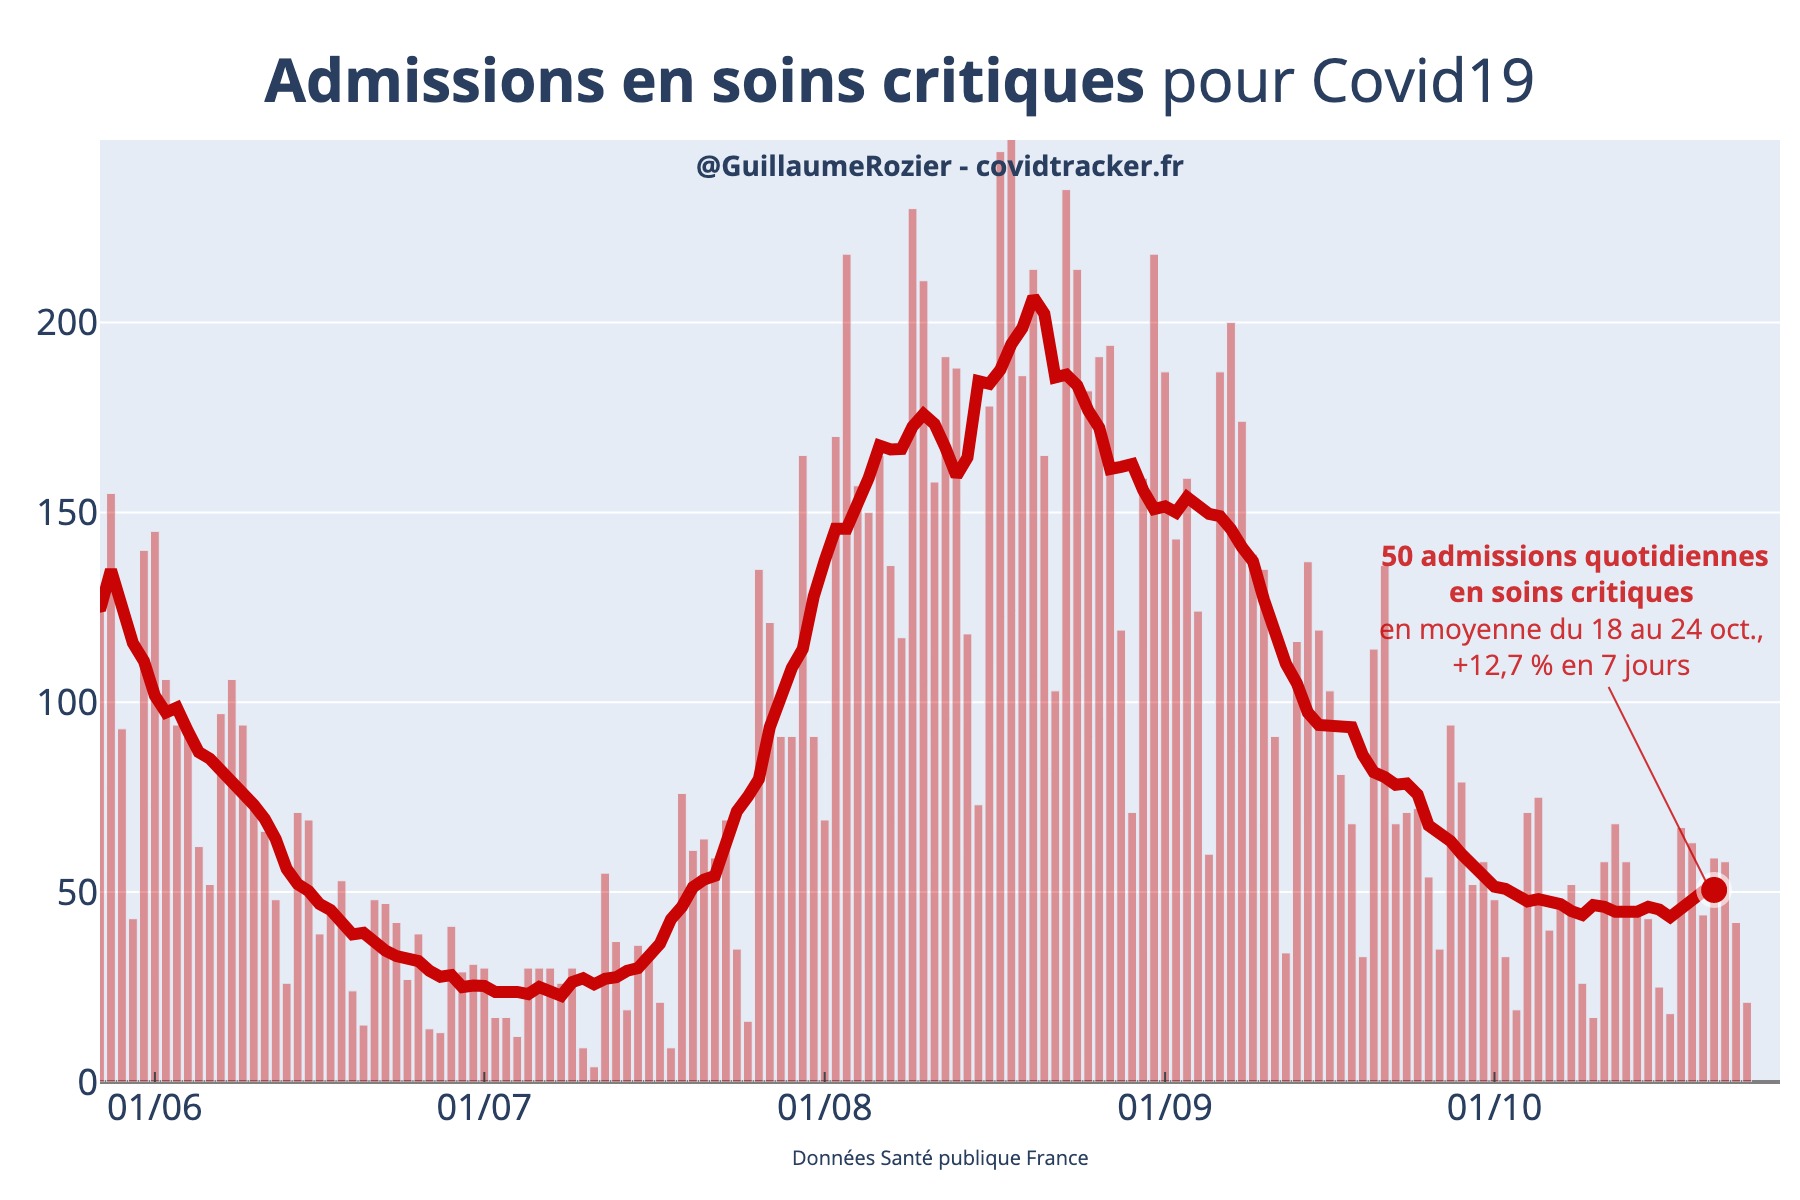 Admissions en soins critiques pour Covid19
@GuillaumeRozier - covidtracker.fr
200
150
100
50
0
50 admissions quotidiennes
en soins critiques
en moyenne du 18 au 24 oct.,
+12,7 % en 7 jours
01/06
01/07
01/08
01/09
01/10
Données Santé publique France